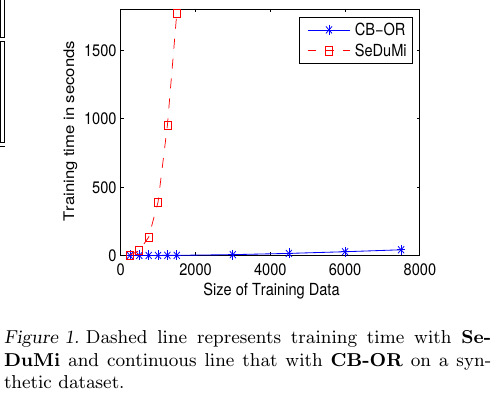 1500
1000
500
0
0 2000 4000 6000 8000
Training time in seconds
Size of Training Data
CB-OR
SeDuMi
Figure 1. Dashed line represents training time with Se-
DuMi and continuous line that with CB-OR on a syn-
thetic dataset.